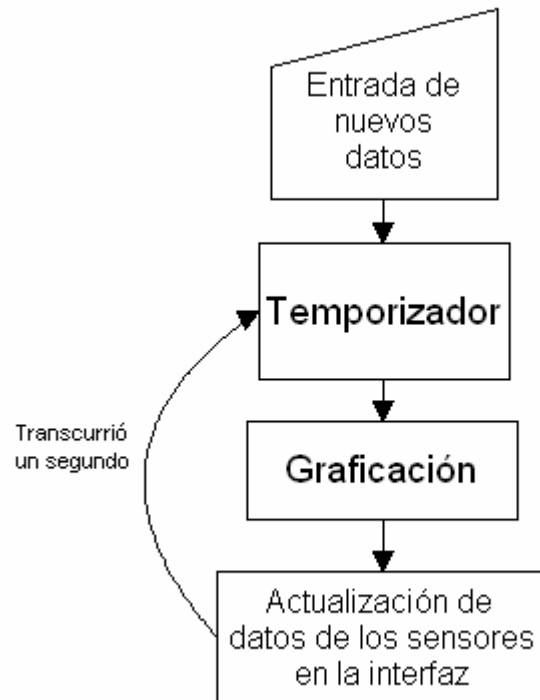 Entrada de
nuevos
datos
Temporizador
Transcurrió
un segundo
Graficación
Actualización de
datos de los sensores
en la interfaz